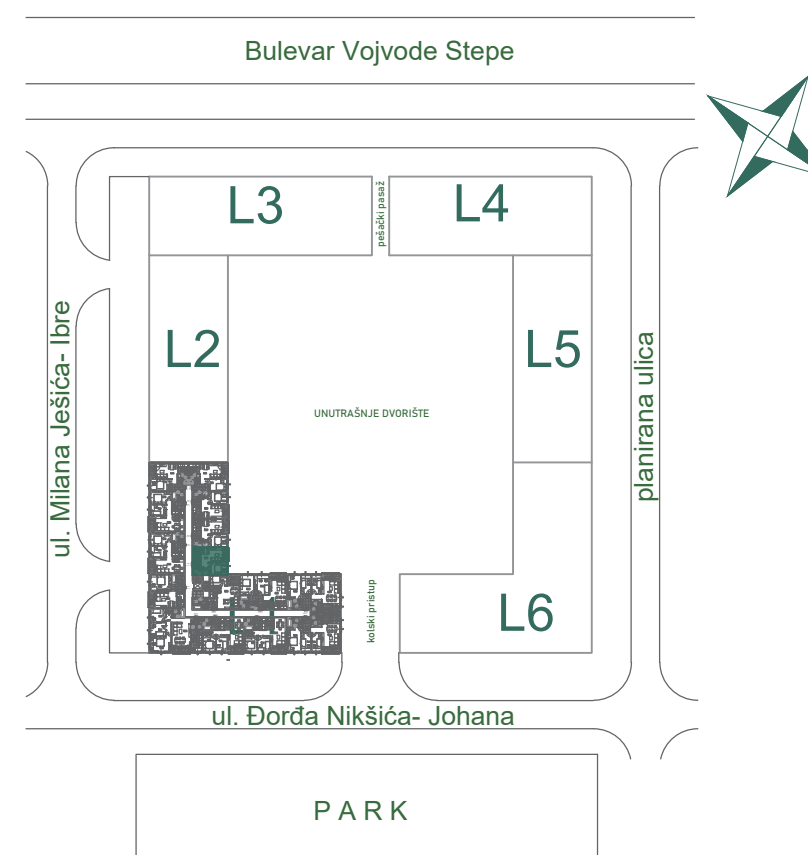 Bulevar Vojvode Stepe
L3
pešački pasaž
L4
L2
L5
ul. Milana Ješića- Ibre
planirana ulica
UNUTRAŠNJE DVORIŠTE
kolski pristup
L6
ul. Đorđa Nikšića- Johana
PARK